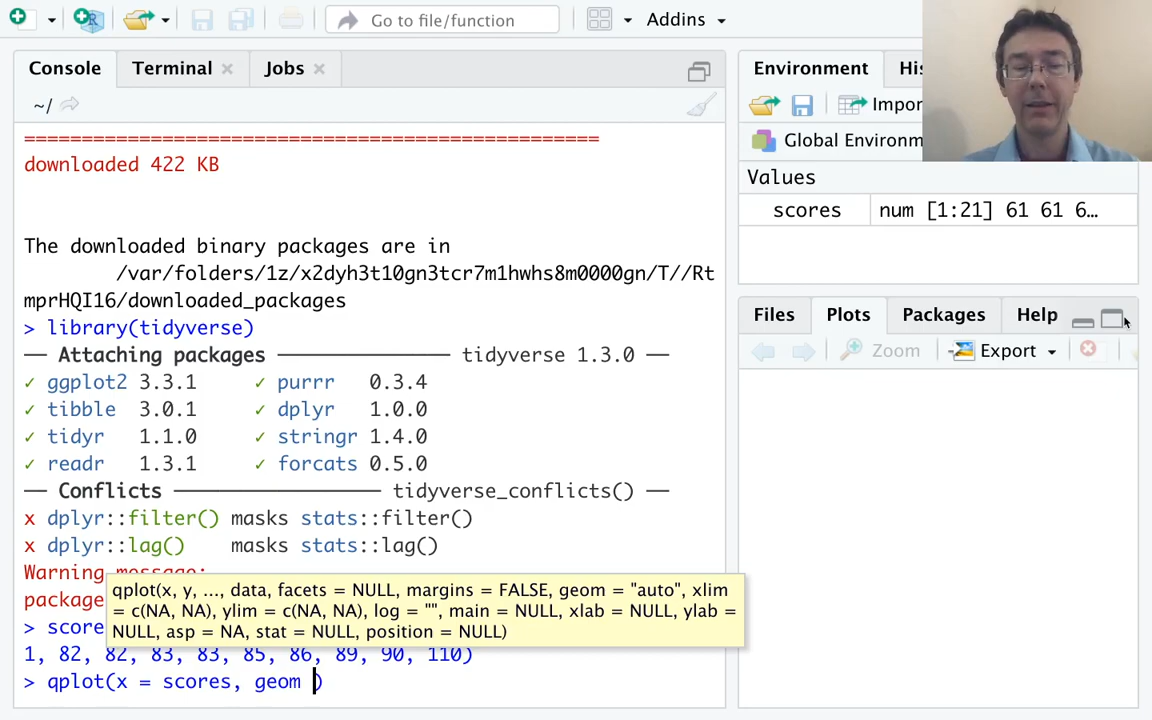 Go to file/function
Addins
Console
Terminal
Jobs
~/
==================================================
downloaded 422 KB
The downloaded binary packages are in
/var/folders/1z/x2dyh3t10gn3tcr7m1hwhs8m0000gn/T//Rt
mprHQI16/downloaded_packages
> library(tidyverse)
── Attaching packages ─────────────── tidyverse 1.3.0 ──
✓ ggplot2 3.3.1 ✓ purrr 0.3.4
✓ tibble 3.0.1 ✓ dplyr 1.0.0
✓ tidyr 1.1.0 ✓ stringr 1.4.0
✓ readr 1.3.1 ✓ forcats 0.5.0
── Conflicts ────────────────── tidyverse_conflicts() ──
x dplyr::filter() masks stats::filter()
x dplyr::lag() masks stats::lag()
Warning message:
package
> score
1, 82, 82, 83, 83, 85, 86, 89, 90, 110)
> qplot(x = scores, geom )
qplot(x, y, ..., data, facets = NULL, margins = FALSE, geom = "auto", xlim
= c(NA, NA), ylim = c(NA, NA), log = "", main = NULL, xlab = NULL, ylab =
NULL, asp = NA, stat = NULL, position = NULL)
Environment
His
Impor
Global Environm
Values
scores num [1:21] 61 61 6…
Files
Plots
Packages
Help
Zoom
Export